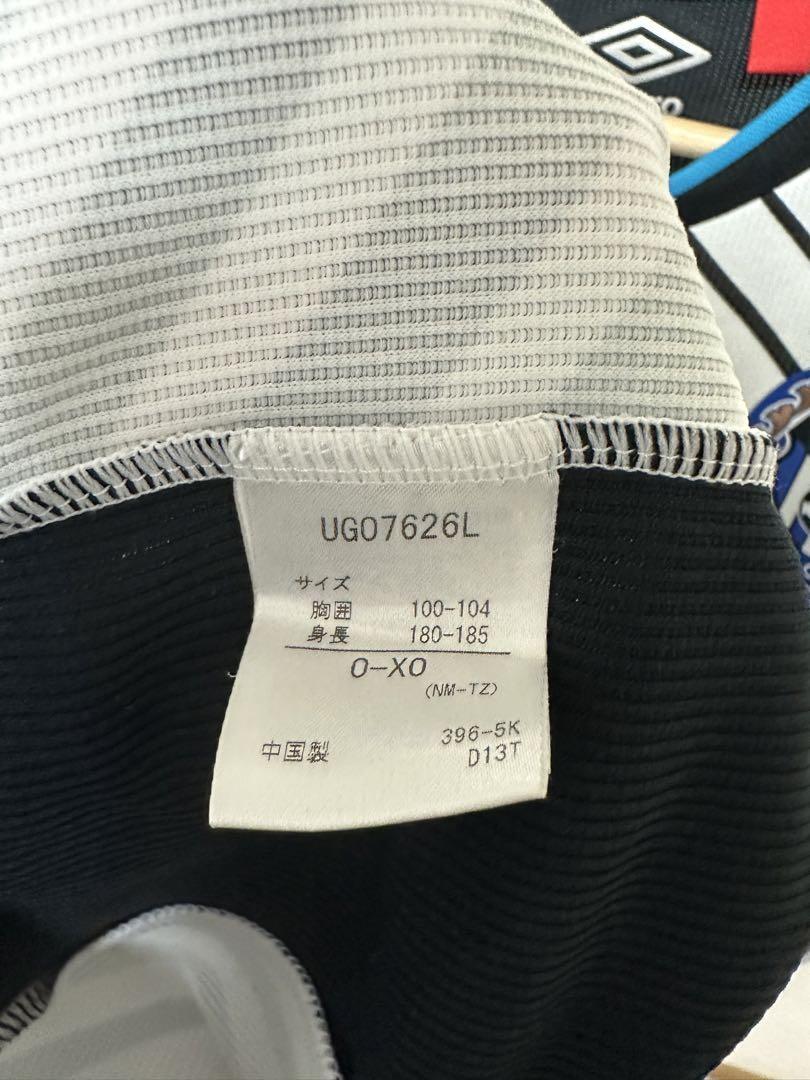 UGO7626L
サイズ
胸囲 100-104
身長 180-185
O-XO
(NM-TZ)
396-5K
中国製 D13T